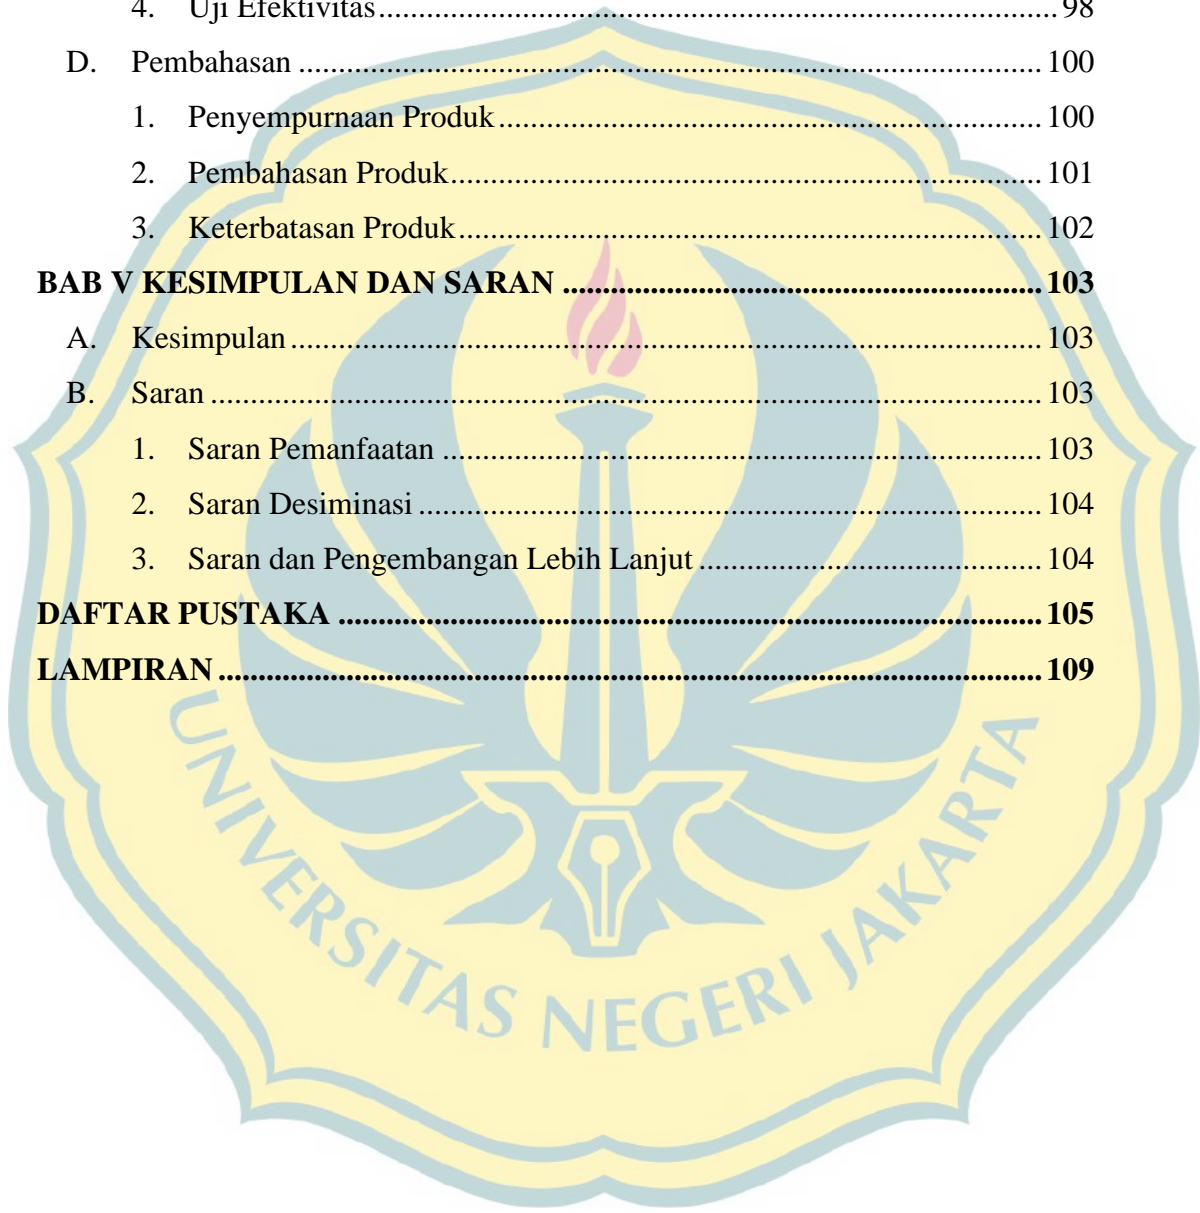 4. Uji Efektivitas.....................................................................................98
D. Pembahasan ............................................................................................. 100
1. Penyempurnaan Produk.................................................................... 100
2. Pembahasan Produk.......................................................................... 101
3. Keterbatasan Produk......................................................................... 102
BAB V KESIMPULAN DAN SARAN ............................................................ 103
A. Kesimpulan.............................................................................................. 103
B. Saran ........................................................................................................ 103
1. Saran Pemanfaatan ........................................................................... 103
2. Saran Desiminasi .............................................................................. 104
3. Saran dan Pengembangan Lebih Lanjut ........................................... 104
DAFTAR PUSTAKA ........................................................................................ 105
LAMPIRAN ....................................................................................................... 109
UNIVERSITAS NEGERI JAKARTA